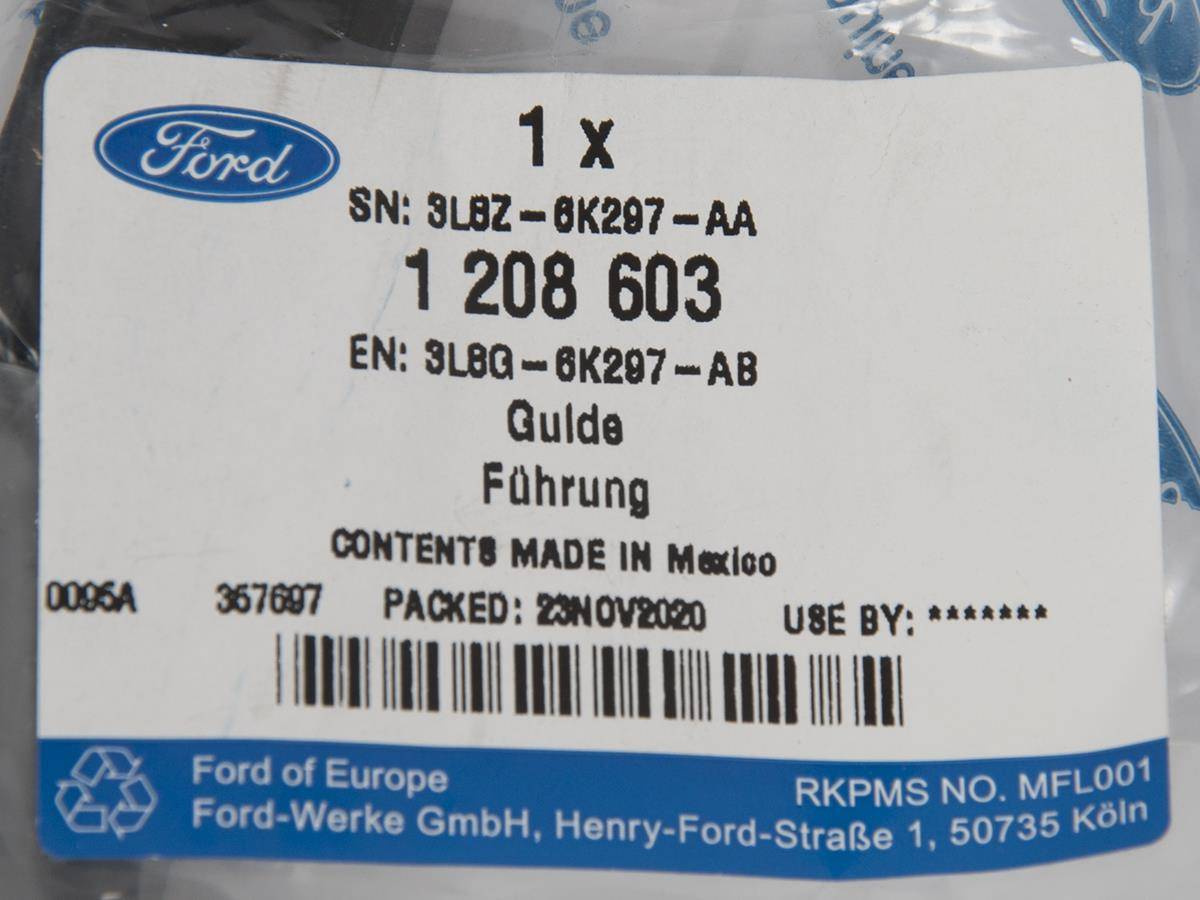 Ford
1 x
SN: 3L8Z-6K297-AA
1 208 603
EN: 3L8G-6K297-AB
Guide
Führung
CONTENTS MADE IN Mexico
0095A 357697 PACKED: 23NOV2020 USE BY: *******
Ford of Europe
RKPMS NO. MFL001
Ford-Werke GmbH, Henry-Ford-Straße 1, 50735 Köln